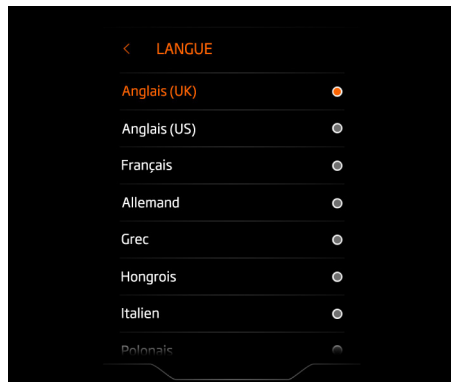 LANGUE
Anglais (UK)
Anglais (US)
Français
Allemand
Grec
Hongrois
Italien
Polonais